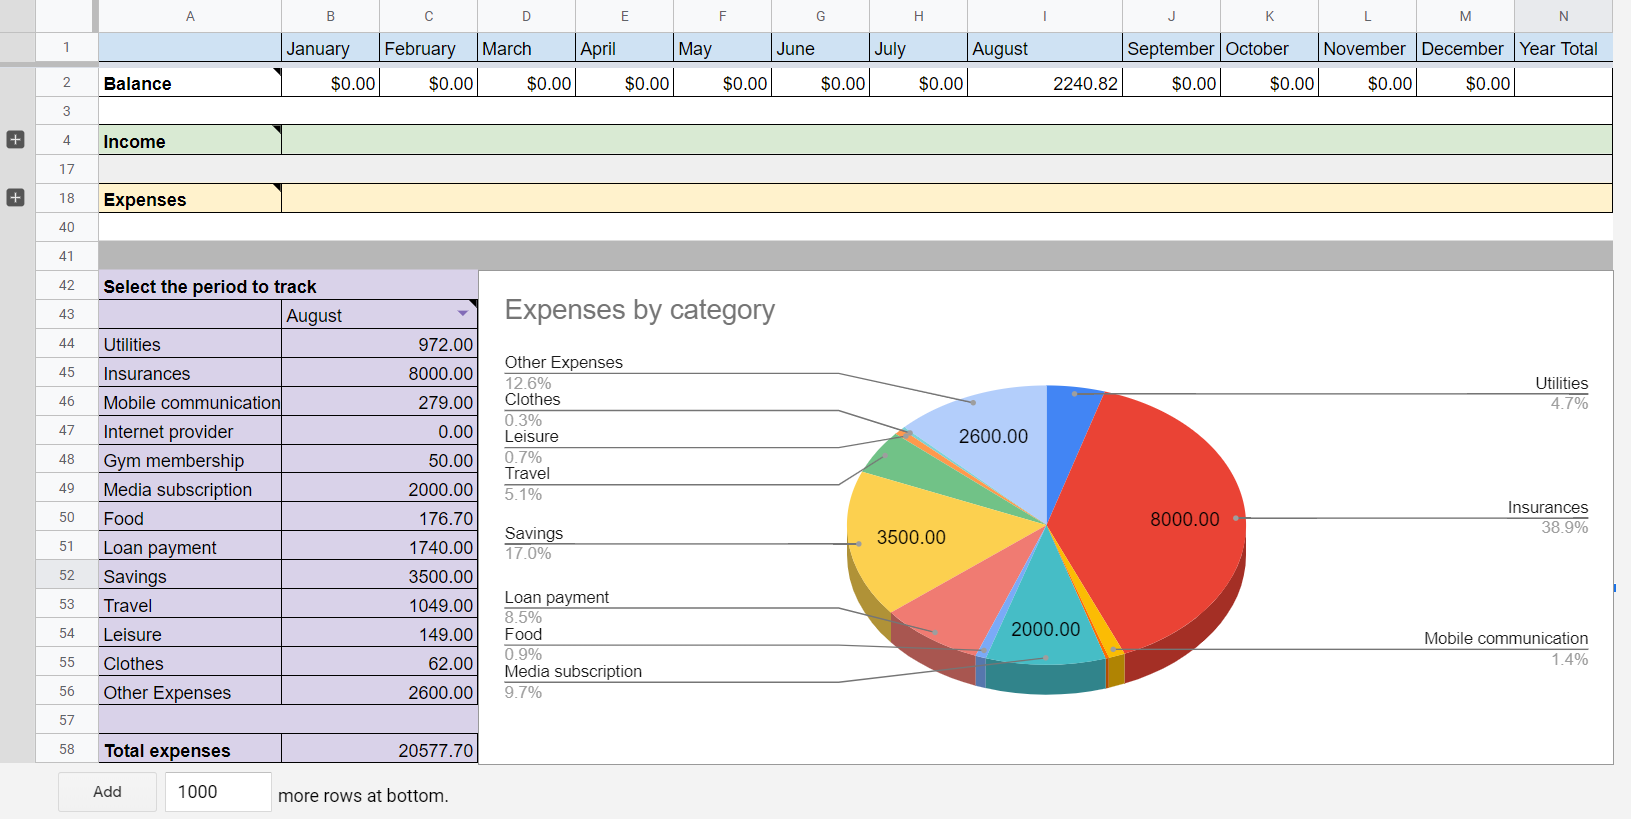 A B C D E F G H I J K L M N
1 January February March April May June July August September October November December Year Total
2 Balance $0.00 $0.00 $0.00 $0.00 $0.00 $0.00 $0.00 2240.82 $0.00 $0.00 $0.00 $0.00
3
4 Income
17
18 Expenses
40
41
42 Select the period to track
43 August
44 Utilities 972.00
45 Insurances 8000.00
46 Mobile communication 279.00
47 Internet provider 0.00
48 Gym membership 50.00
49 Media subscription 2000.00
50 Food 176.70
51 Loan payment 1740.00
52 Savings 3500.00
53 Travel 1049.00
54 Leisure 149.00
55 Clothes 62.00
56 Other Expenses 2600.00
57
58 Total expenses 20577.70
Expenses by category
Other Expenses
12.6%
Clothes
0.3%
Leisure
0.7%
Travel
5.1%
Savings
17.0%
Loan payment
8.5%
Food
0.9%
Media subscription
9.7%
2600.00
3500.00
8000.00
2000.00
Utilities
4.7%
Insurances
38.9%
Mobile communication
1.4%
Add 1000 more rows at bottom.